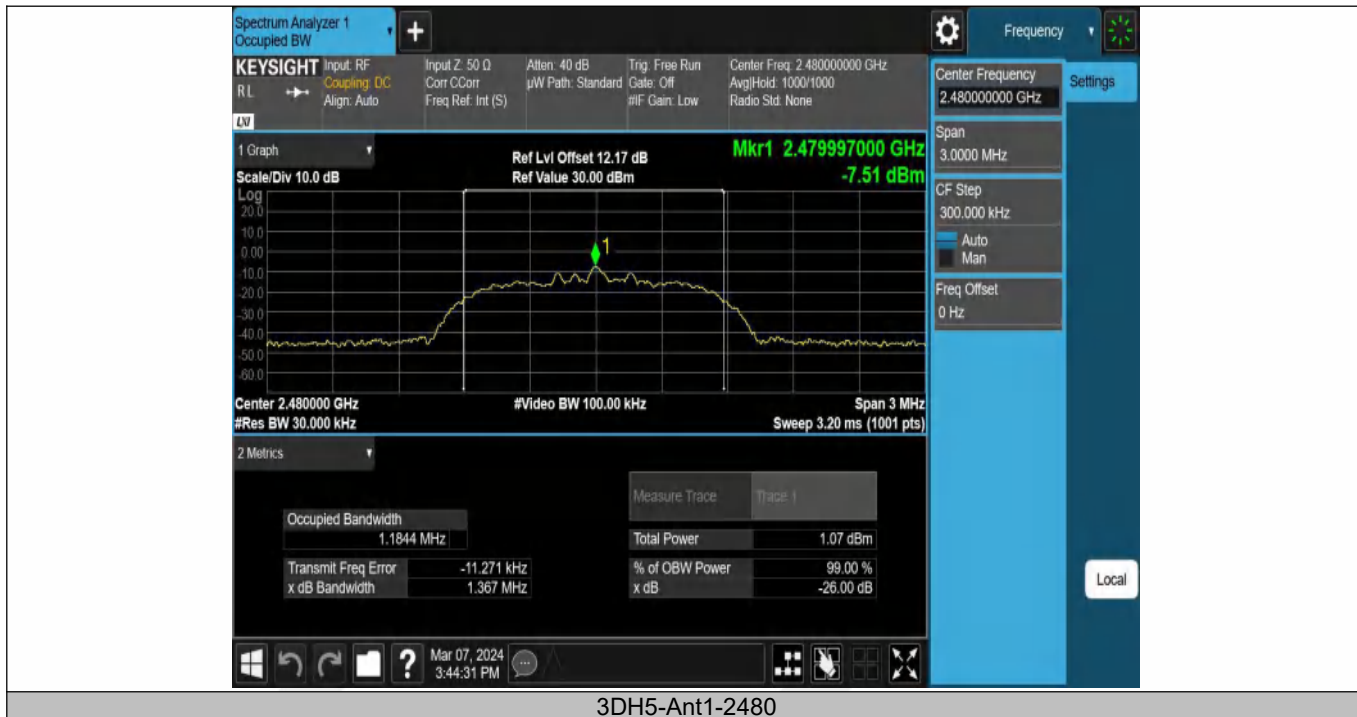 Spectrum Analyzer 1
Occupied BW
+
Frequency
KEYSIGHT
RL
LXI
Input: RF
Coupling: DC
Align: Auto
Input Z: 50 Ω
Corr CCorr
Freq Ref: Int (S)
Atten: 40 dB
µW Path: Standard
Trig: Free Run
Gate: Off
#IF Gain: Low
Center Freq: 2.480000000 GHz
Avg|Hold: 1000/1000
Radio Std: None
Center Frequency
2.480000000 GHz
Settings
Span
3.0000 MHz
CF Step
300.000 kHz
Auto
Man
Freq Offset
0 Hz
Local
1 Graph
Scale/Div 10.0 dB
Ref Lvl Offset 12.17 dB
Ref Value 30.00 dBm
Mkr1 2.479997000 GHz
-7.51 dBm
Log
20.0
10.0
0.00
-10.0
-20.0
-30.0
-40.0
-50.0
-60.0
1
Center 2.480000 GHz
#Res BW 30.000 kHz
#Video BW 100.00 kHz
Span 3 MHz
Sweep 3.20 ms (1001 pts)
2 Metrics
Measure Trace Trace 1
Occupied Bandwidth
1.1844 MHz
Total Power 1.07 dBm
Transmit Freq Error -11.271 kHz
% of OBW Power 99.00 %
x dB Bandwidth 1.367 MHz
x dB -26.00 dB
?
Mar 07, 2024
3:44:31 PM
3DH5-Ant1-2480